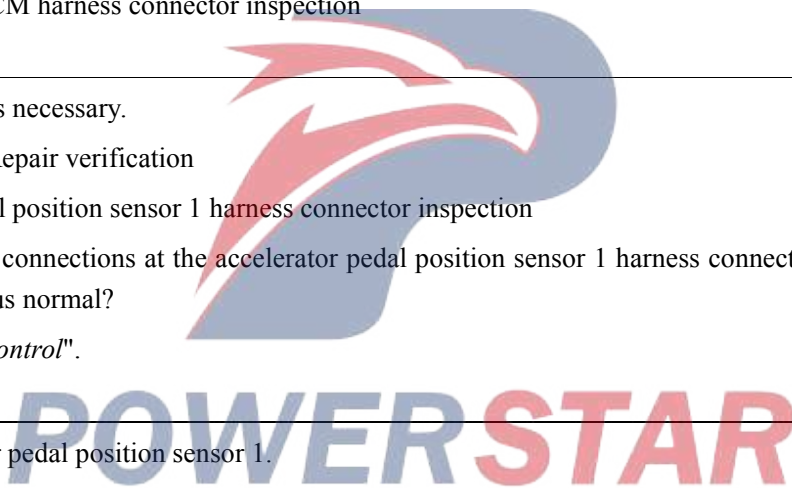 CM harness connector inspection
s necessary.
epair verification
l position sensor 1 harness connector inspection
connections at the accelerator pedal position sensor 1 harness connect
us normal?
ontrol".
pedal position sensor 1.
POWERSTAR